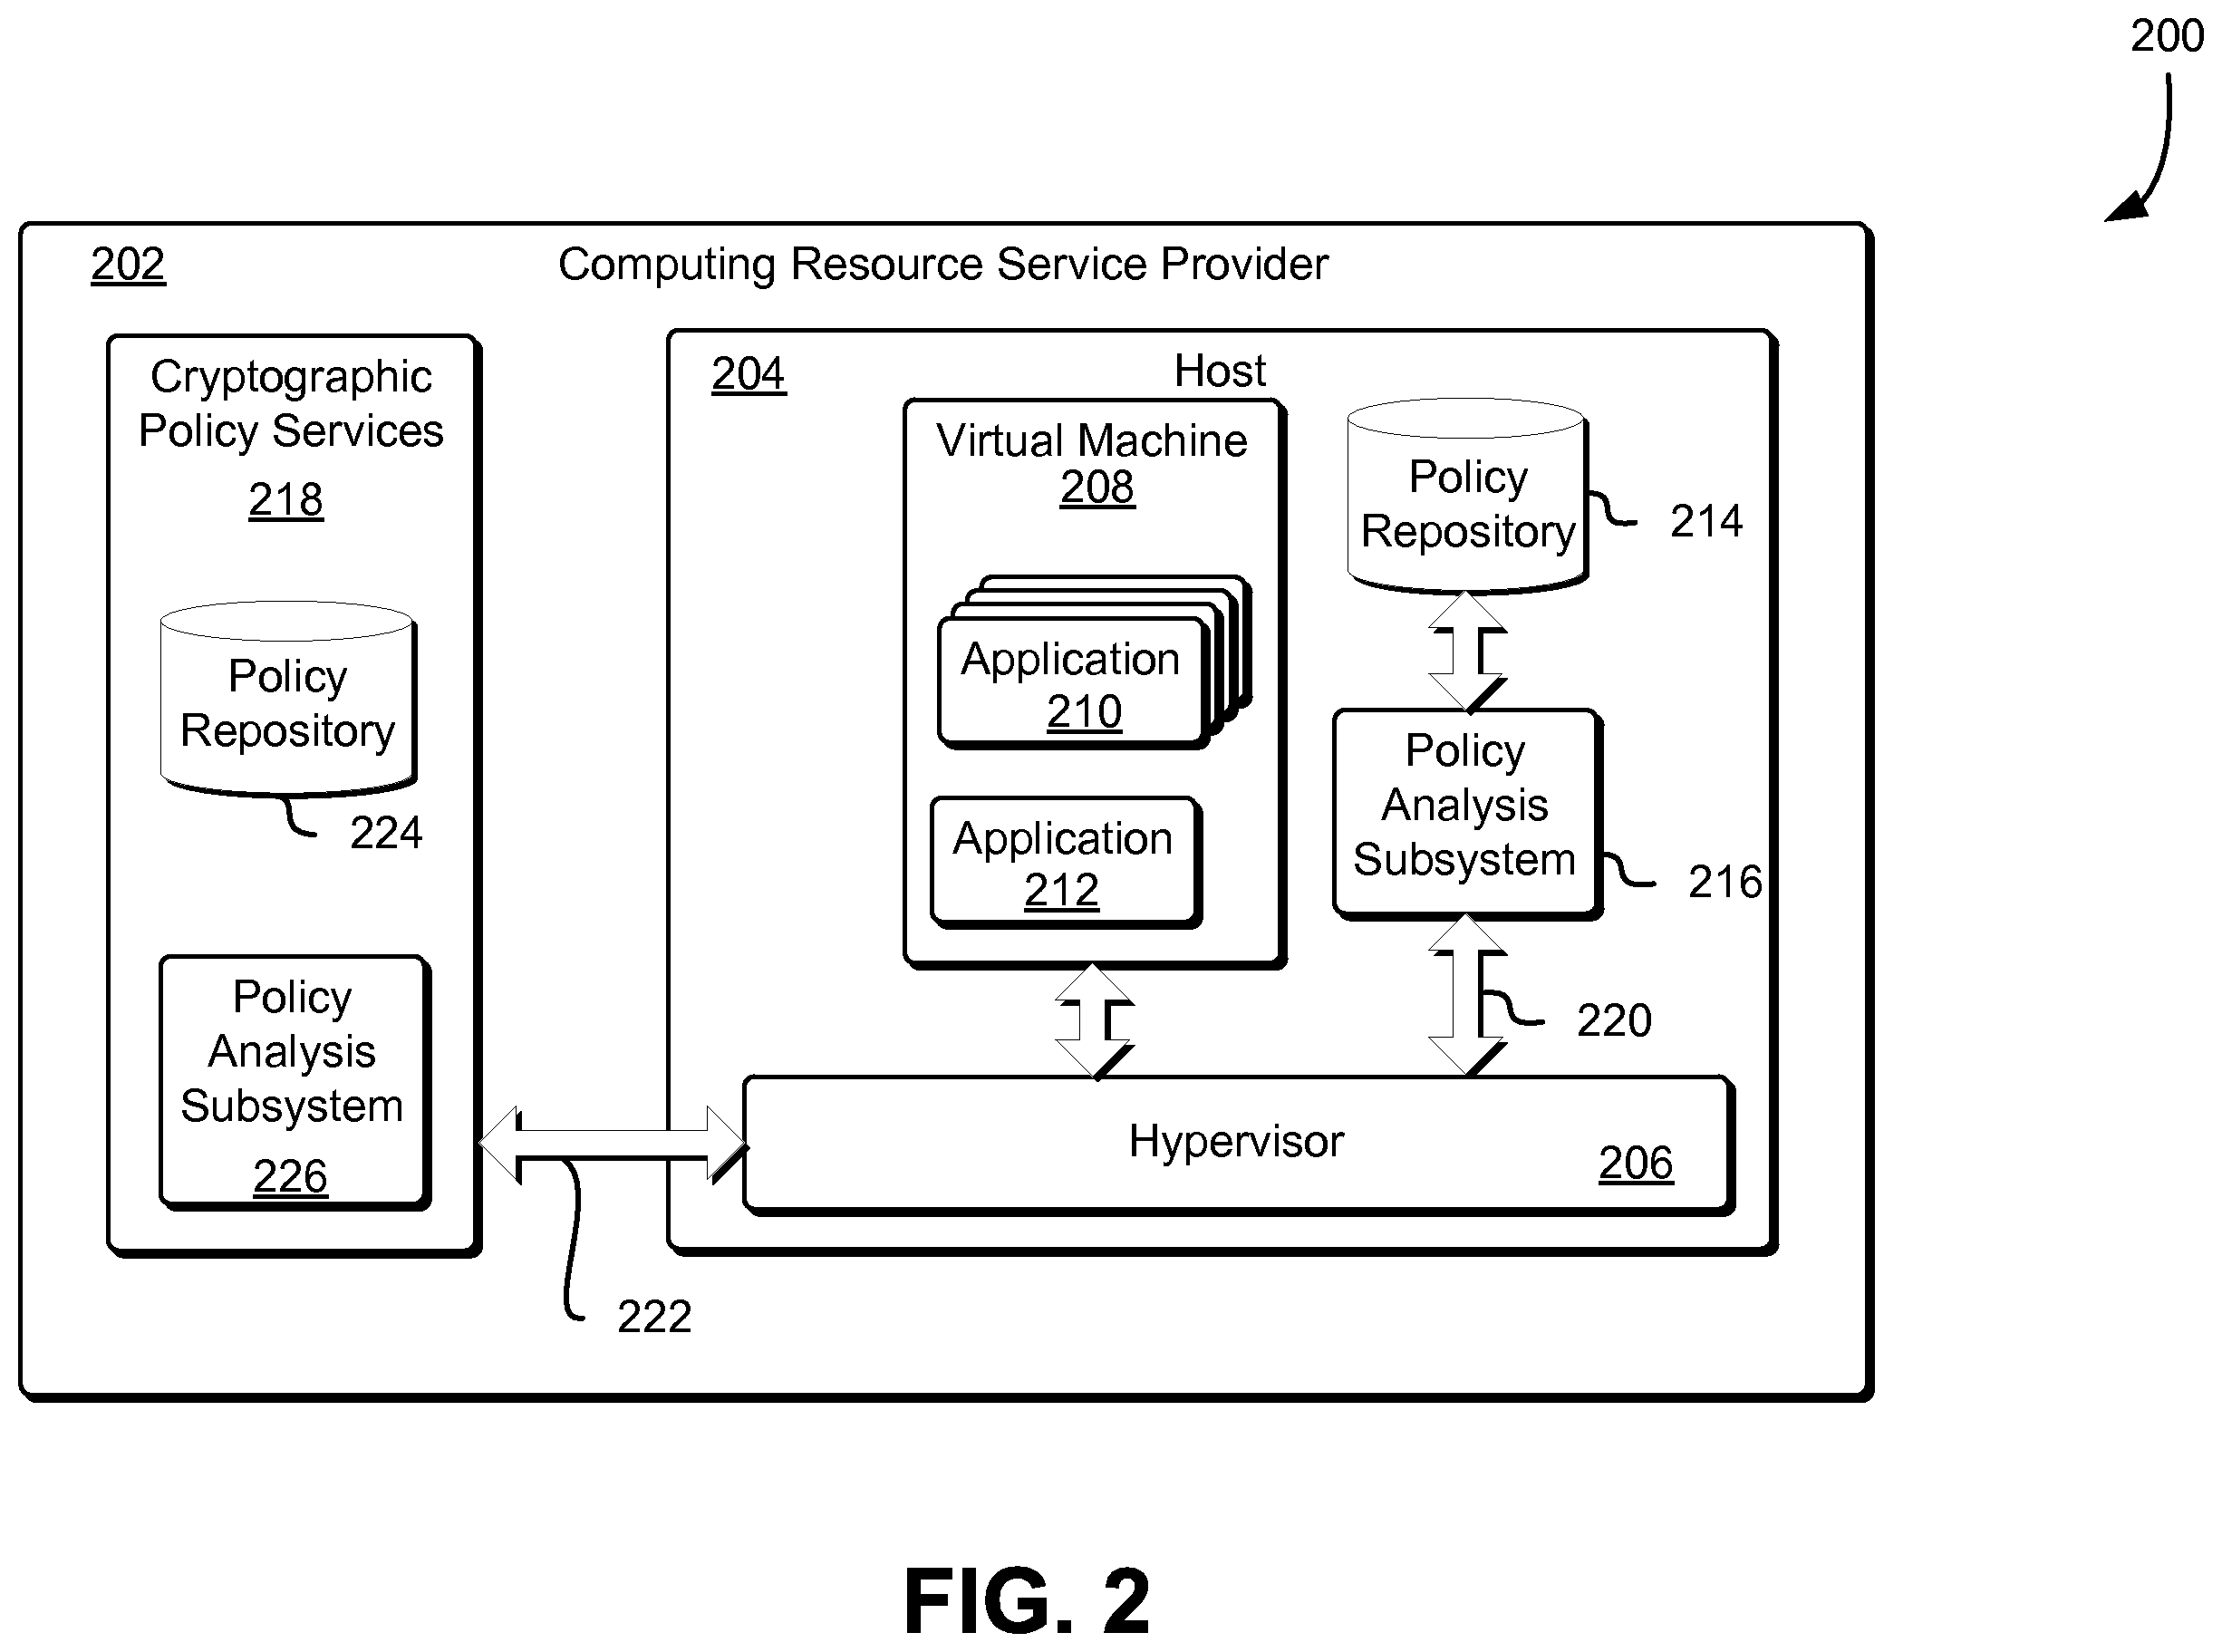 200
202
Computing Resource Service Provider
Cryptographic
Policy Services
218
Policy
Repository
224
Policy
Analysis
Subsystem
226
222
204
Host
Virtual Machine
208
Application
210
Application
212
Policy
Repository
214
Policy
Analysis
Subsystem
216
220
Hypervisor
206
FIG. 2